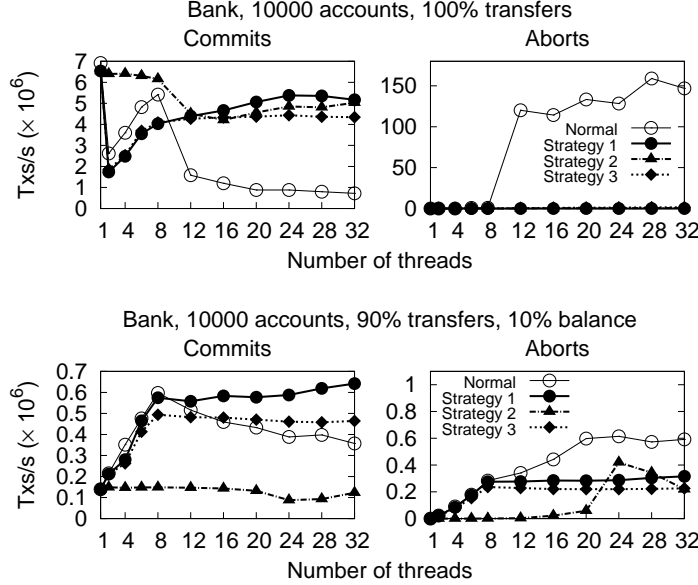 Bank, 10000 accounts, 100% transfers
Commits
Aborts
Txs/s (× 10⁶)
7
6
5
4
3
2
1
0
1 4 8 12 16 20 24 28 32
150
100
50
0
Normal
Strategy 1
Strategy 2
Strategy 3
1 4 8 12 16 20 24 28 32
Number of threads
Bank, 10000 accounts, 90% transfers, 10% balance
Commits
Aborts
Txs/s (× 10⁶)
0.7
0.6
0.5
0.4
0.3
0.2
0.1
0
1 4 8 12 16 20 24 28 32
1
0.8
0.6
0.4
0.2
0
Normal
Strategy 1
Strategy 2
Strategy 3
1 4 8 12 16 20 24 28 32
Number of threads